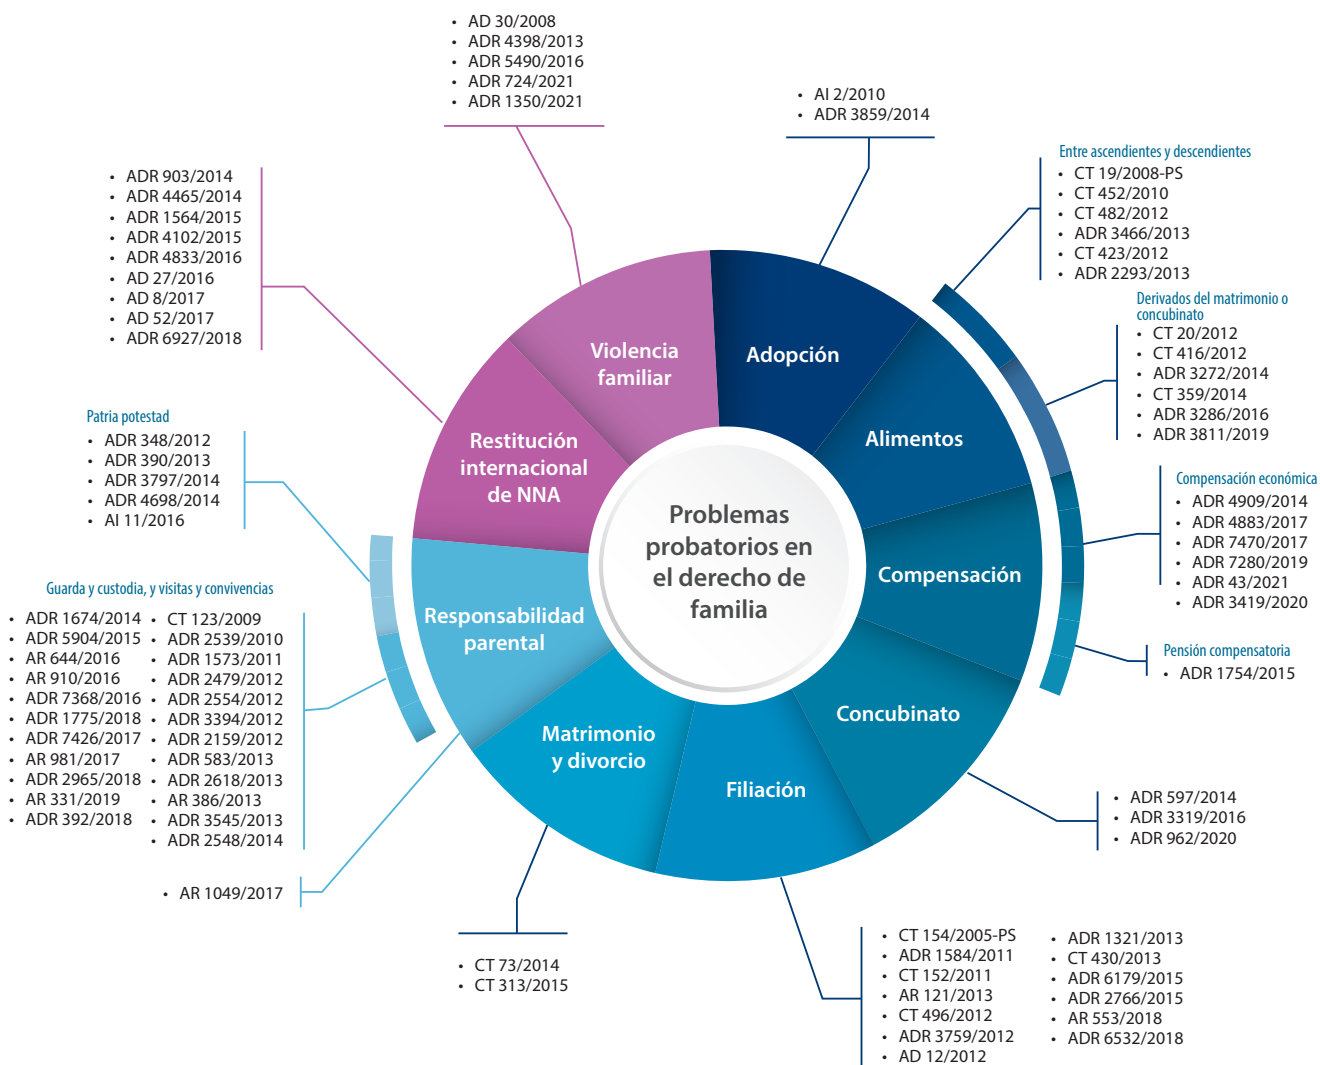 • AD 30/2008
• ADR 4398/2013
• ADR 5490/2016
• ADR 724/2021
• ADR 1350/2021
• AI 2/2010
• ADR 3859/2014
Entre ascendientes y descendientes
• CT 19/2008-PS
• CT 452/2010
• CT 482/2012
• ADR 3466/2013
• CT 423/2012
• ADR 2293/2013
Derivados del matrimonio o
concubinato
• CT 20/2012
• CT 416/2012
• ADR 3272/2014
• CT 359/2014
• ADR 3286/2016
• ADR 3811/2019
Compensación económica
• ADR 4909/2014
• ADR 4883/2017
• ADR 7470/2017
• ADR 7280/2019
• ADR 43/2021
• ADR 3419/2020
Pensión compensatoria
• ADR 1754/2015
• ADR 597/2014
• ADR 3319/2016
• ADR 962/2020
• CT 154/2005-PS
• ADR 1584/2011
• CT 152/2011
• AR 121/2013
• CT 496/2012
• ADR 3759/2012
• AD 12/2012
• ADR 1321/2013
• CT 430/2013
• ADR 6179/2015
• ADR 2766/2015
• AR 553/2018
• ADR 6532/2018
• CT 73/2014
• CT 313/2015
• AR 1049/2017
Guarda y custodia, y visitas y convivencias
• ADR 1674/2014
• ADR 5904/2015
• AR 644/2016
• AR 910/2016
• ADR 7368/2016
• ADR 1775/2018
• ADR 7426/2017
• AR 981/2017
• ADR 2965/2018
• AR 331/2019
• ADR 392/2018
• CT 123/2009
• ADR 2539/2010
• ADR 1573/2011
• ADR 2479/2012
• ADR 2554/2012
• ADR 3394/2012
• ADR 2159/2012
• ADR 583/2013
• ADR 2618/2013
• AR 386/2013
• ADR 3545/2013
• ADR 2548/2014
Patria potestad
• ADR 348/2012
• ADR 390/2013
• ADR 3797/2014
• ADR 4698/2014
• AI 11/2016
• ADR 903/2014
• ADR 4465/2014
• ADR 1564/2015
• ADR 4102/2015
• ADR 4833/2016
• AD 27/2016
• AD 8/2017
• AD 52/2017
• ADR 6927/2018
Violencia
familiar
Adopción
Alimentos
Compensación
Concubinato
Filiación
Matrimonio
y divorcio
Responsabilidad
parental
Restitución
internacional
de NNA
Problemas
probatorios en
el derecho de
familia